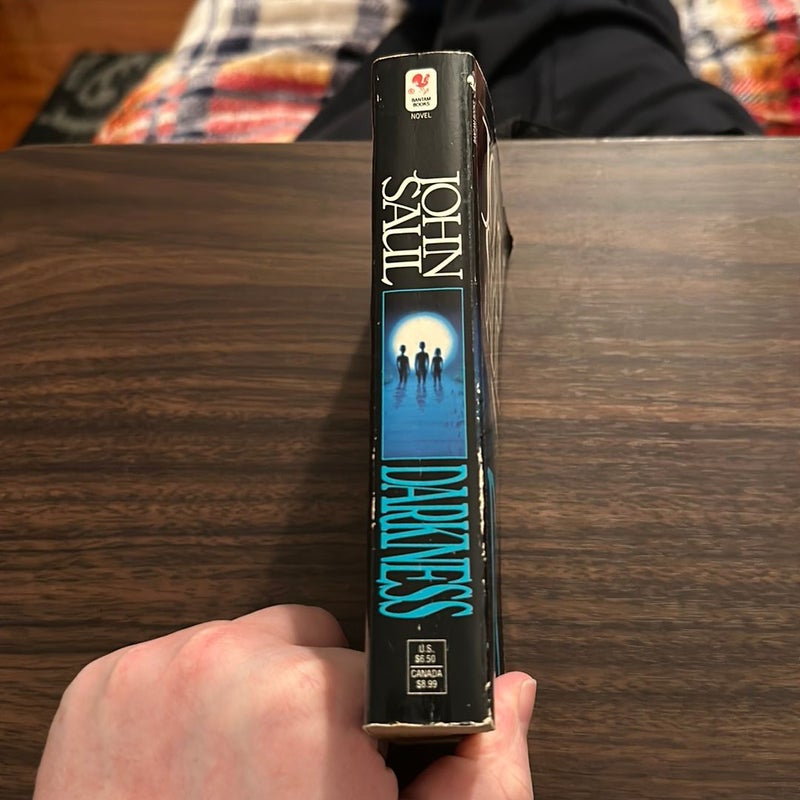 BANTAM
BOOKS
NOVEL
JOHN
SAUL
DARKNESS
U.S.
$6.50
CANADA
$8.99